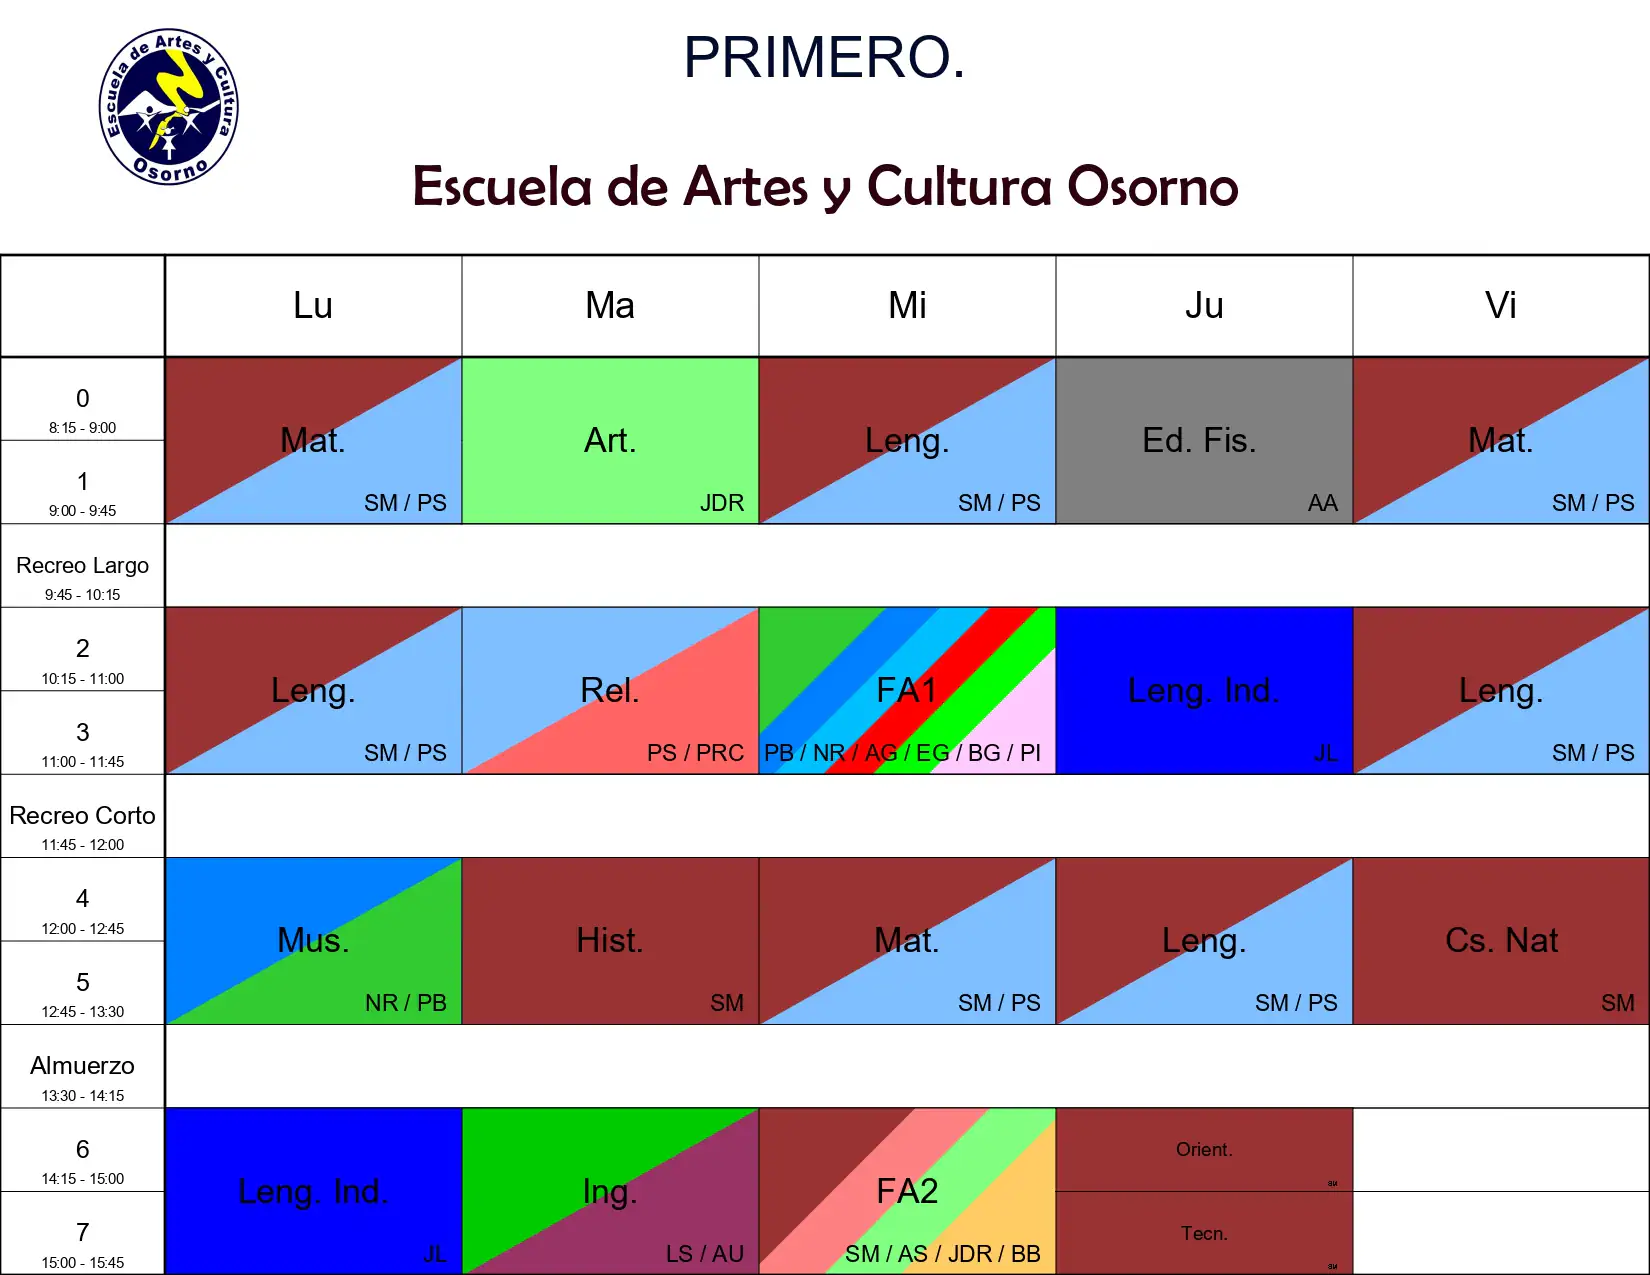 Escuela de Artes y Cultura
Osorno
PRIMERO.
Escuela de Artes y Cultura Osorno
Lu Ma Mi Ju Vi
0
8:15 - 9:00
1
9:00 - 9:45
Mat. Art. Leng. Ed. Fis. Mat.
SM / PS JDR SM / PS AA SM / PS
Recreo Largo
9:45 - 10:15
2
10:15 - 11:00
3
11:00 - 11:45
Leng. Rel. FA1 Leng. Ind. Leng.
SM / PS PS / PRC PB / NR / AG / EG / BG / PI JL SM / PS
Recreo Corto
11:45 - 12:00
4
12:00 - 12:45
5
12:45 - 13:30
Mus. Hist. Mat. Leng. Cs. Nat
NR / PB SM SM / PS SM / PS SM
Almuerzo
13:30 - 14:15
6
14:15 - 15:00
7
15:00 - 15:45
Leng. Ind. Ing. FA2
JL LS / AU SM / AS / JDR / BB
Orient.
SM
Tecn.
SM